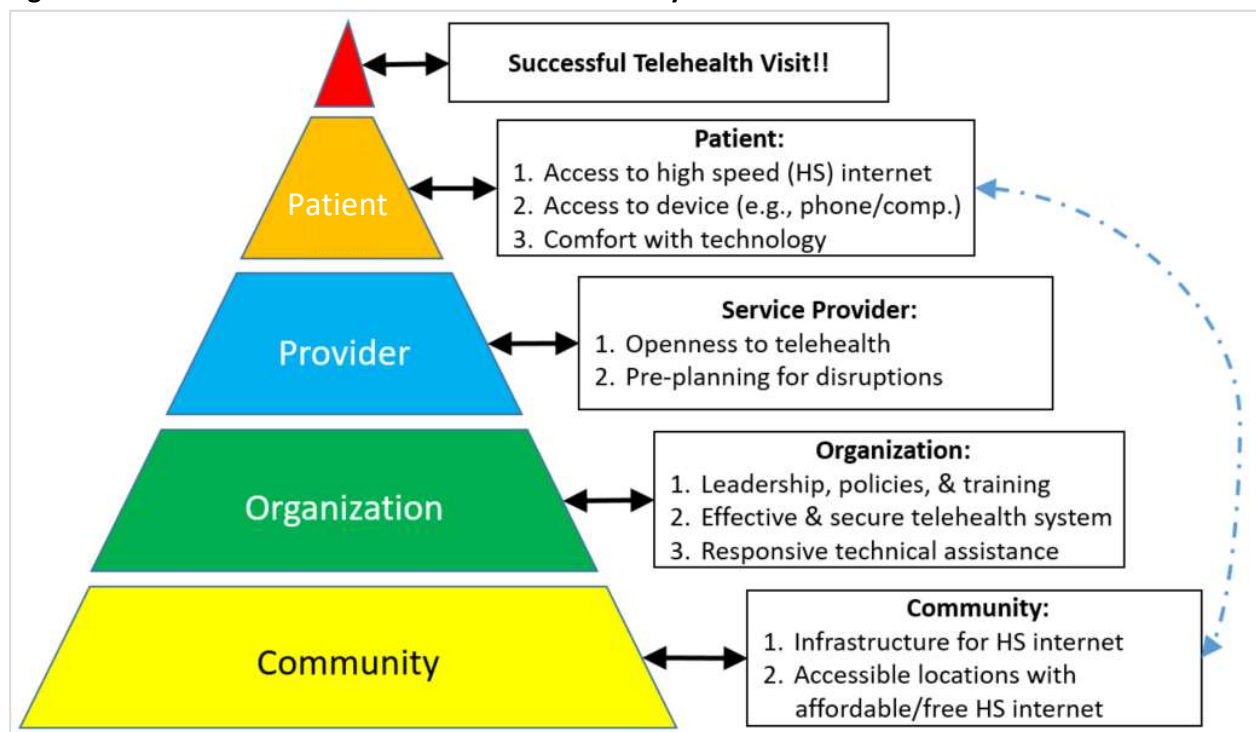 Successful Telehealth Visit!!
Patient
Patient:
1. Access to high speed (HS) internet
2. Access to device (e.g., phone/comp.)
3. Comfort with technology
Provider
Service Provider:
1. Openness to telehealth
2. Pre-planning for disruptions
Organization
Organization:
1. Leadership, policies, & training
2. Effective & secure telehealth system
3. Responsive technical assistance
Community
Community:
1. Infrastructure for HS internet
2. Accessible locations with
affordable/free HS internet